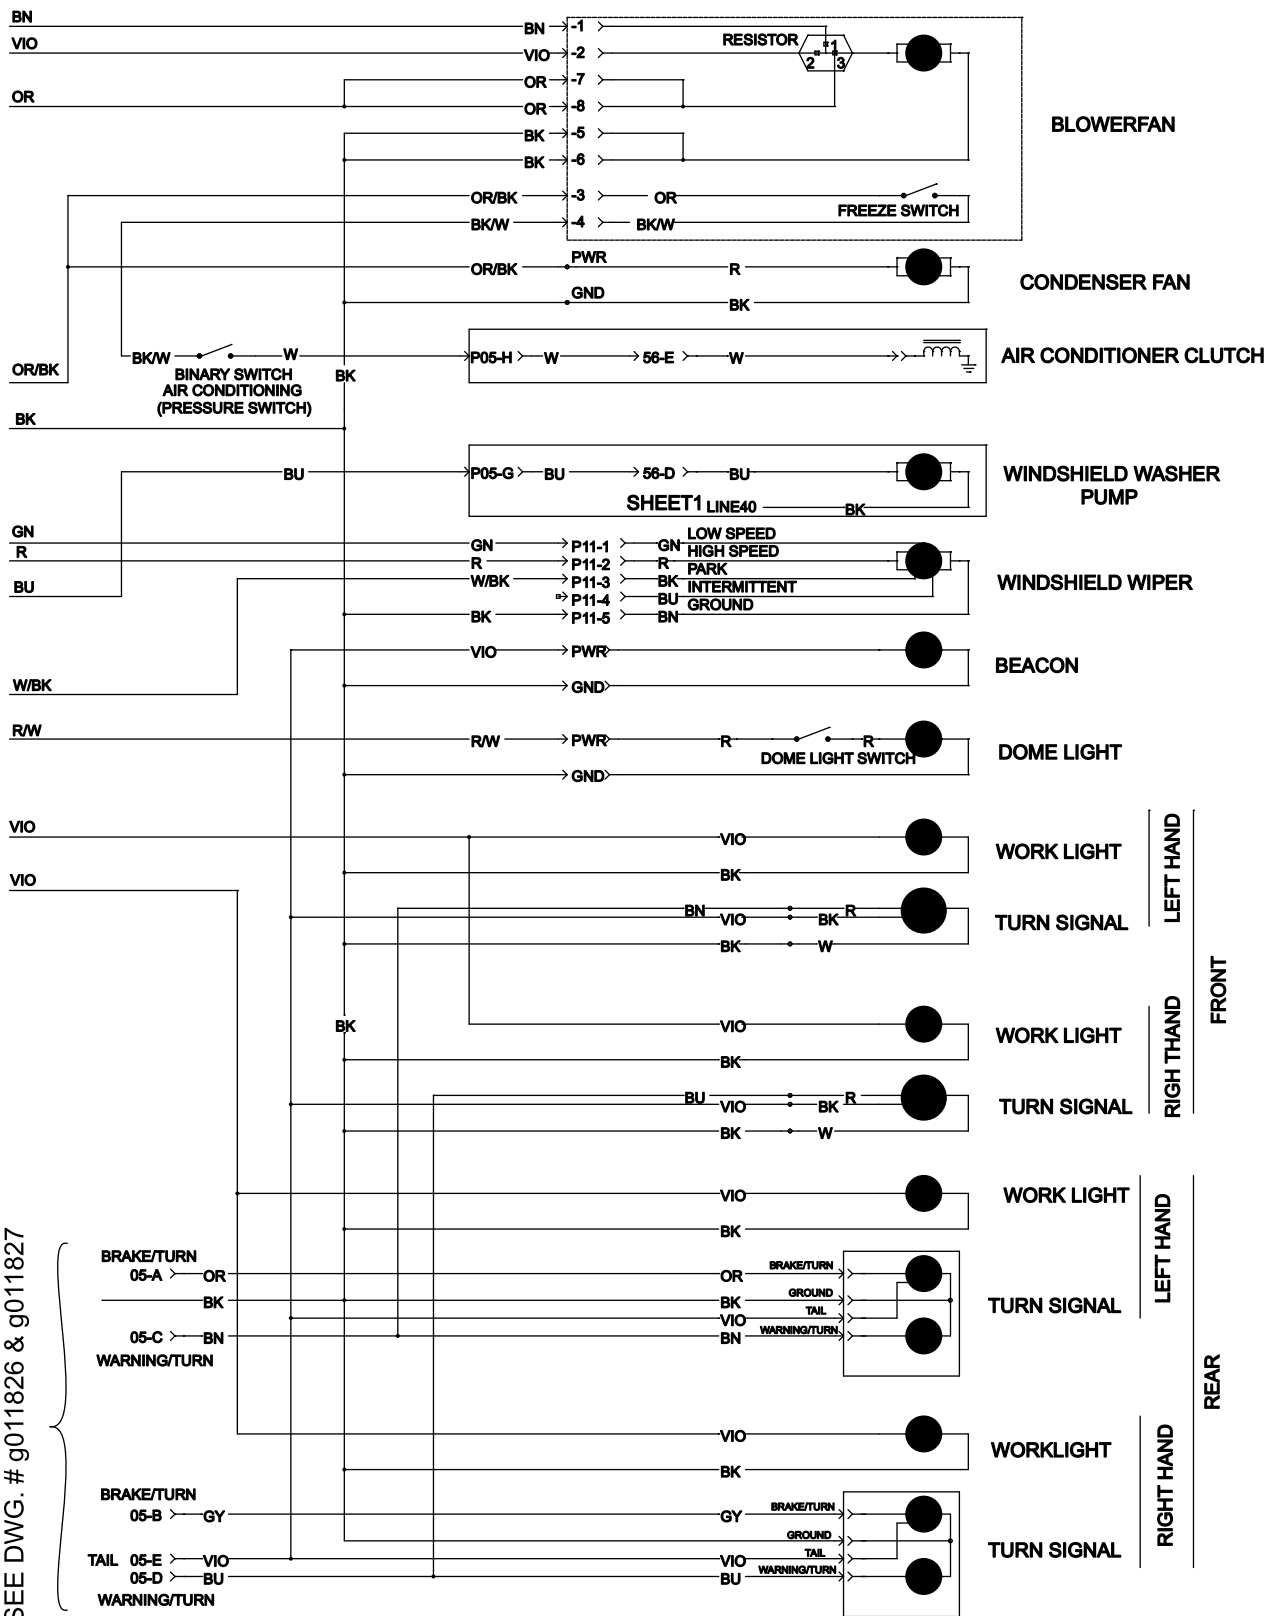 BN
BN -1
VIO
RESISTOR 1
VIO -2
2 3
OR -7
OR
OR -8
BLOWERFAN
BK -5
BK -6
OR/BK -3 OR
FREEZE SWITCH
BK/W -4 BK/W
PWR
OR/BK R
CONDENSER FAN
GND
BK
BK/W W P05-H W 56-E W AIR CONDITIONER CLUTCH
OR/BK
BINARY SWITCH
AIR CONDITIONING
(PRESSURE SWITCH)
BK
BK
BU P05-G BU 56-D BU WINDSHIELD WASHER
PUMP
SHEET1 LINE40 BK
GN
LOW SPEED
GN P11-1 GN
R
HIGH SPEED
R P11-2 R
PARK
W/BK P11-3 BK
WINDSHIELD WIPER
BU
INTERMITTENT
P11-4 BU
GROUND
BK P11-5 BN
VIO PWR
BEACON
W/BK
GND
R/W
R/W PWR R R
DOME LIGHT SWITCH
DOME LIGHT
GND
VIO
VIO
WORK LIGHT
BK
VIO
LEFT HAND
BN R
VIO BK
TURN SIGNAL
BK W
FRONT
BK
VIO
WORK LIGHT
BK
RIGH THAND
BU R
VIO BK
TURN SIGNAL
BK W
VIO
WORK LIGHT
BK
LEFT HAND
SEE DWG. # g011826 & g011827
BRAKE/TURN
05-A OR OR BRAKE/TURN
BK BK GROUND
TURN SIGNAL
VIO TAIL
05-C BN BN WARNING/TURN
WARNING/TURN
REAR
VIO
WORKLIGHT
BK
RIGHT HAND
BRAKE/TURN
05-B GY GY BRAKE/TURN
GROUND
TURN SIGNAL
TAIL 05-E VIO VIO TAIL
05-D BU BU WARNING/TURN
WARNING/TURN